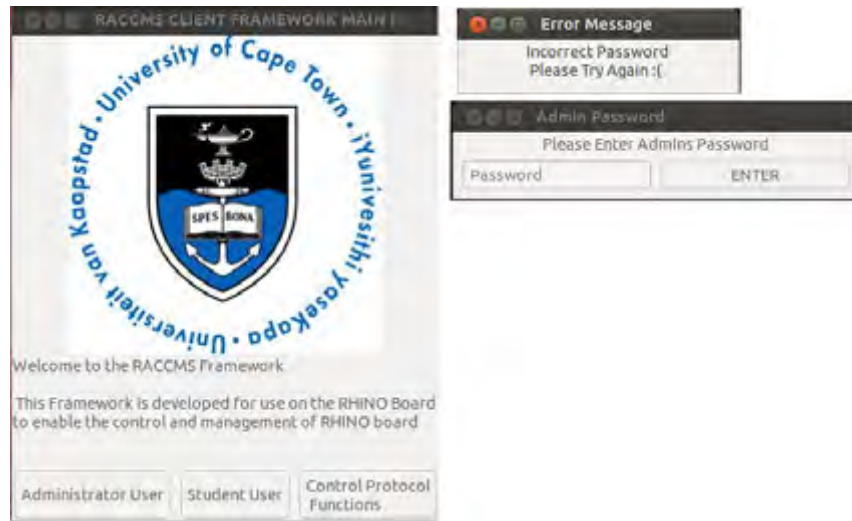 RACCMS CLIENT FRAMEWORK MAIN
University of Cape Town · iYunivesithi yaseKapa · Universiteit van Kaapstad ·
SPES BONA
Welcome to the RACCMS Framework
This Framework is developed for use on the RHINO Board
to enable the control and management of RHINO board
Administrator User
Student User
Control Protocol
Functions
Error Message
Incorrect Password
Please Try Again :(
Admin Password
Please Enter Admins Password
Password
ENTER